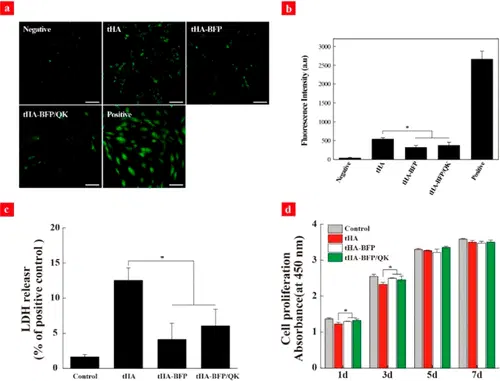 a
Negative
tHA
tHA-BFP
tHA-BFP/QK
Positive
b
Fluorescence Intensity (a.u)
3000
2500
2000
1500
1000
500
0
*
Negative
tHA
tHA-BFP
tHA-BFP/QK
Positive
c
LDH releasr
(% of positive control)
20
15
10
5
0
*
Control
tHA
tHA-BFP
tHA-BFP/QK
d
Cell proliferation
Absorbance(at 450 nm)
4
3
2
1
0
Control
tHA
tHA-BFP
tHA-BFP/QK
*
*
1d
3d
5d
7d